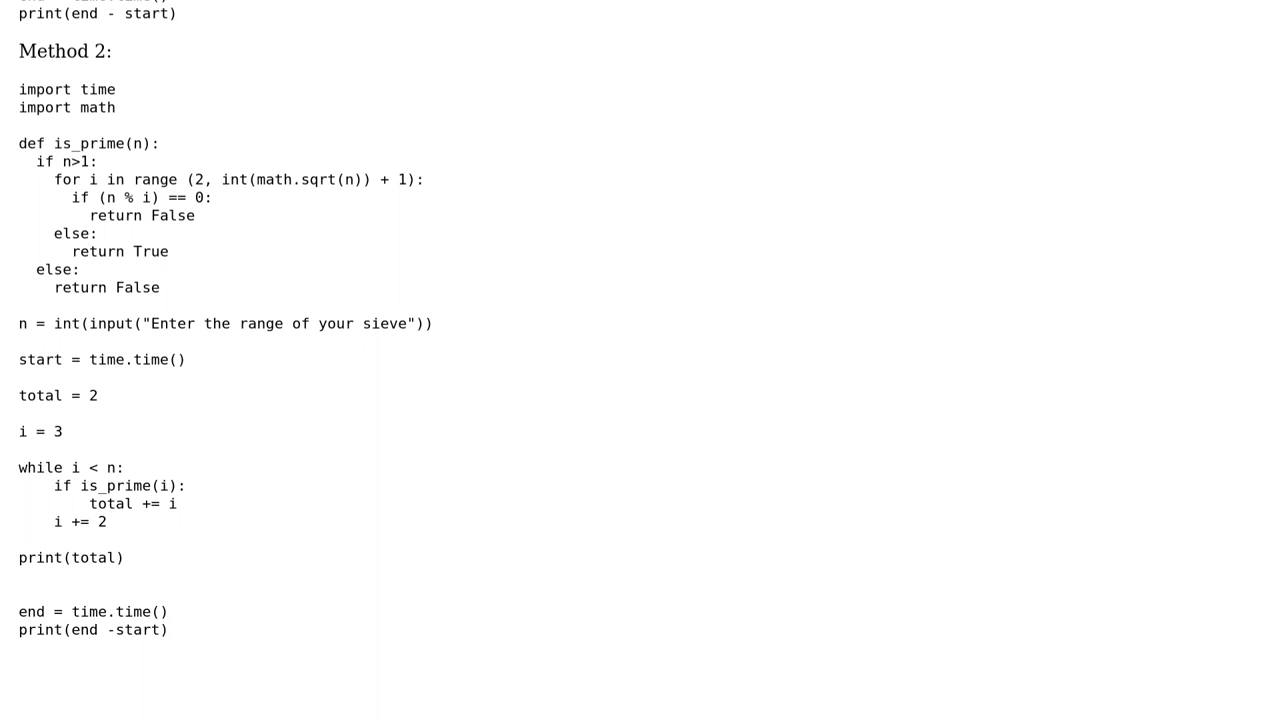 print(end - start)
Method 2:
import time
import math
def is_prime(n):
  if n>1:
    for i in range (2, int(math.sqrt(n)) + 1):
      if (n % i) == 0:
        return False
    else:
      return True
  else:
    return False
n = int(input("Enter the range of your sieve"))
start = time.time()
total = 2
i = 3
while i < n:
    if is_prime(i):
        total += i
    i += 2
print(total)
end = time.time()
print(end -start)